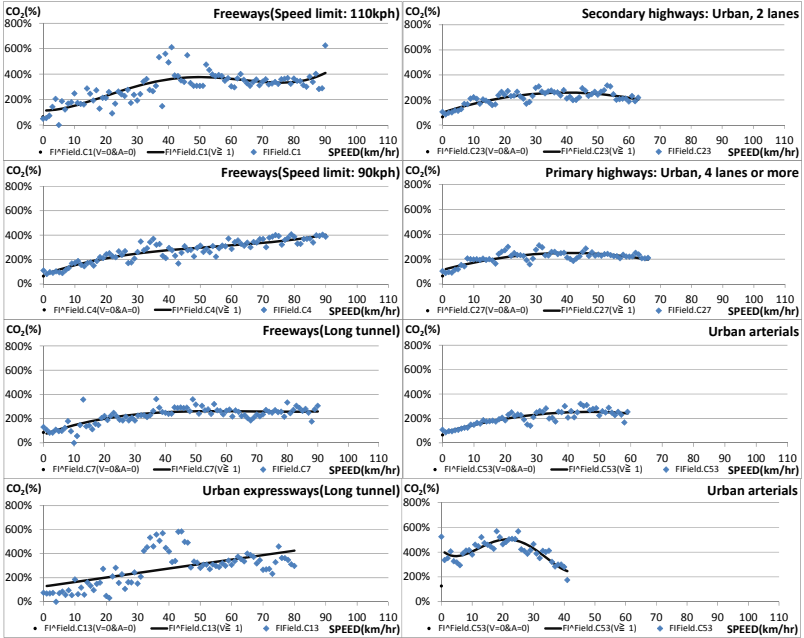 CO2(%)
Freeways(Speed limit: 110kph)
800%
600%
400%
200%
0%
0 10 20 30 40 50 60 70 80 90 100 110
FI^Field.C1(V=0&A=0) FI^Field.C1(V≧ 1) FIField.C1 SPEED(km/hr)
CO2(%)
Secondary highways: Urban, 2 lanes
800%
600%
400%
200%
0%
0 10 20 30 40 50 60 70 80 90 100 110
FI^Field.C23(V=0&A=0) FI^Field.C23(V≧ 1) FIField.C23 SPEED(km/hr)
CO2(%)
Freeways(Speed limit: 90kph)
800%
600%
400%
200%
0%
0 10 20 30 40 50 60 70 80 90 100 110
FI^Field.C4(V=0&A=0) FI^Field.C4(V≧ 1) FIField.C4 SPEED(km/hr)
CO2(%)
Primary highways: Urban, 4 lanes or more
800%
600%
400%
200%
0%
0 10 20 30 40 50 60 70 80 90 100 110
FI^Field.C27(V=0&A=0) FI^Field.C27(V≧ 1) FIField.C27 SPEED(km/hr)
CO2(%)
Freeways(Long tunnel)
800%
600%
400%
200%
0%
0 10 20 30 40 50 60 70 80 90 100 110
FI^Field.C7(V=0&A=0) FI^Field.C7(V≧ 1) FIField.C7 SPEED(km/hr)
CO2(%)
Urban arterials
800%
600%
400%
200%
0%
0 10 20 30 40 50 60 70 80 90 100 110
FI^Field.C53(V=0&A=0) FI^Field.C53(V≧ 1) FIField.C53 SPEED(km/hr)
CO2(%)
Urban expressways(Long tunnel)
800%
600%
400%
200%
0%
0 10 20 30 40 50 60 70 80 90 100 110
FI^Field.C13(V=0&A=0) FI^Field.C13(V≧ 1) FIField.C13 SPEED(km/hr)
CO2(%)
Urban arterials
800%
600%
400%
200%
0%
0 10 20 30 40 50 60 70 80 90 100 110
FI^Field.C53(V=0&A=0) FI^Field.C53(V≧ 1) FIField.C53 SPEED(km/hr)